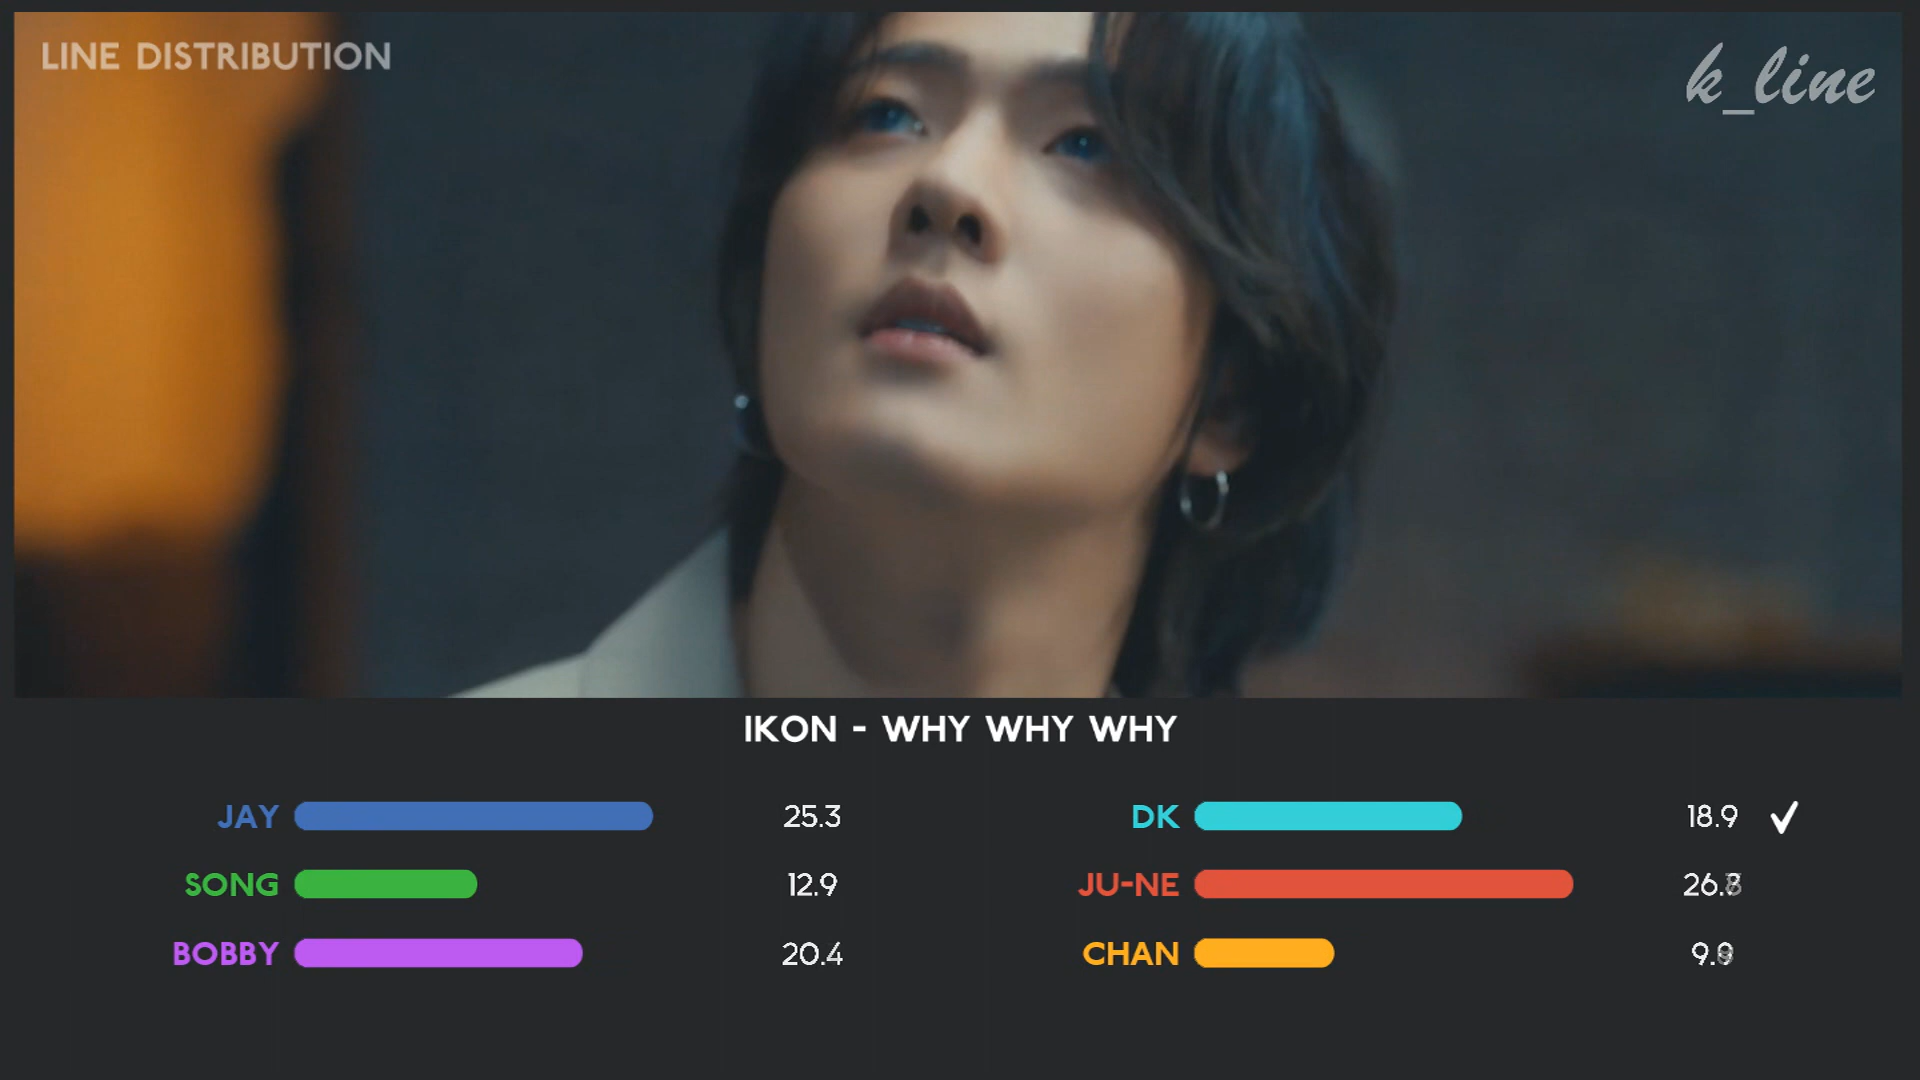 LINE DISTRIBUTION
k_line
IKON - WHY WHY WHY
JAY 25.3
DK 18.9 ✓
SONG 12.9
JU-NE
BOBBY 20.4
CHAN